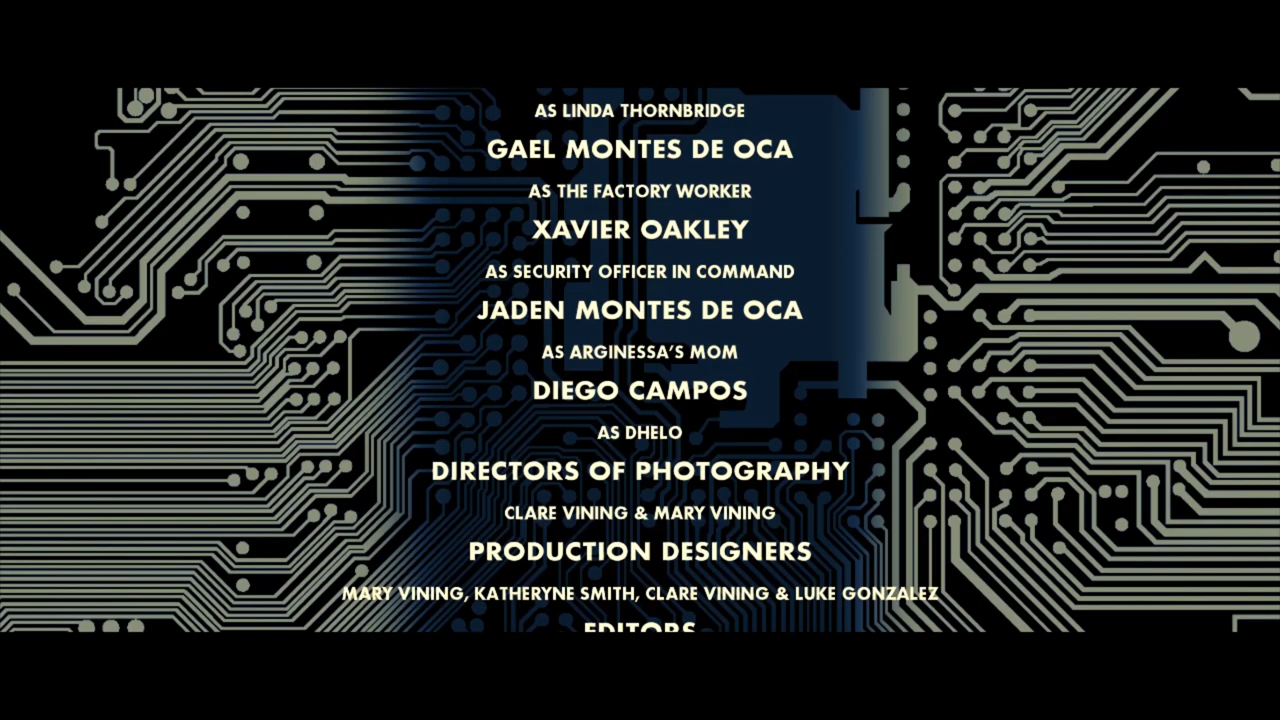 AS LINDA THORNBRIDGE
GAEL MONTES DE OCA
AS THE FACTORY WORKER
XAVIER OAKLEY
AS SECURITY OFFICER IN COMMAND
JADEN MONTES DE OCA
AS ARGINESSA'S MOM
DIEGO CAMPOS
AS DHELO
DIRECTORS OF PHOTOGRAPHY
CLARE VINING & MARY VINING
PRODUCTION DESIGNERS
MARY VINING, KATHERYNE SMITH, CLARE VINING & LUKE GONZALEZ
EDITORS